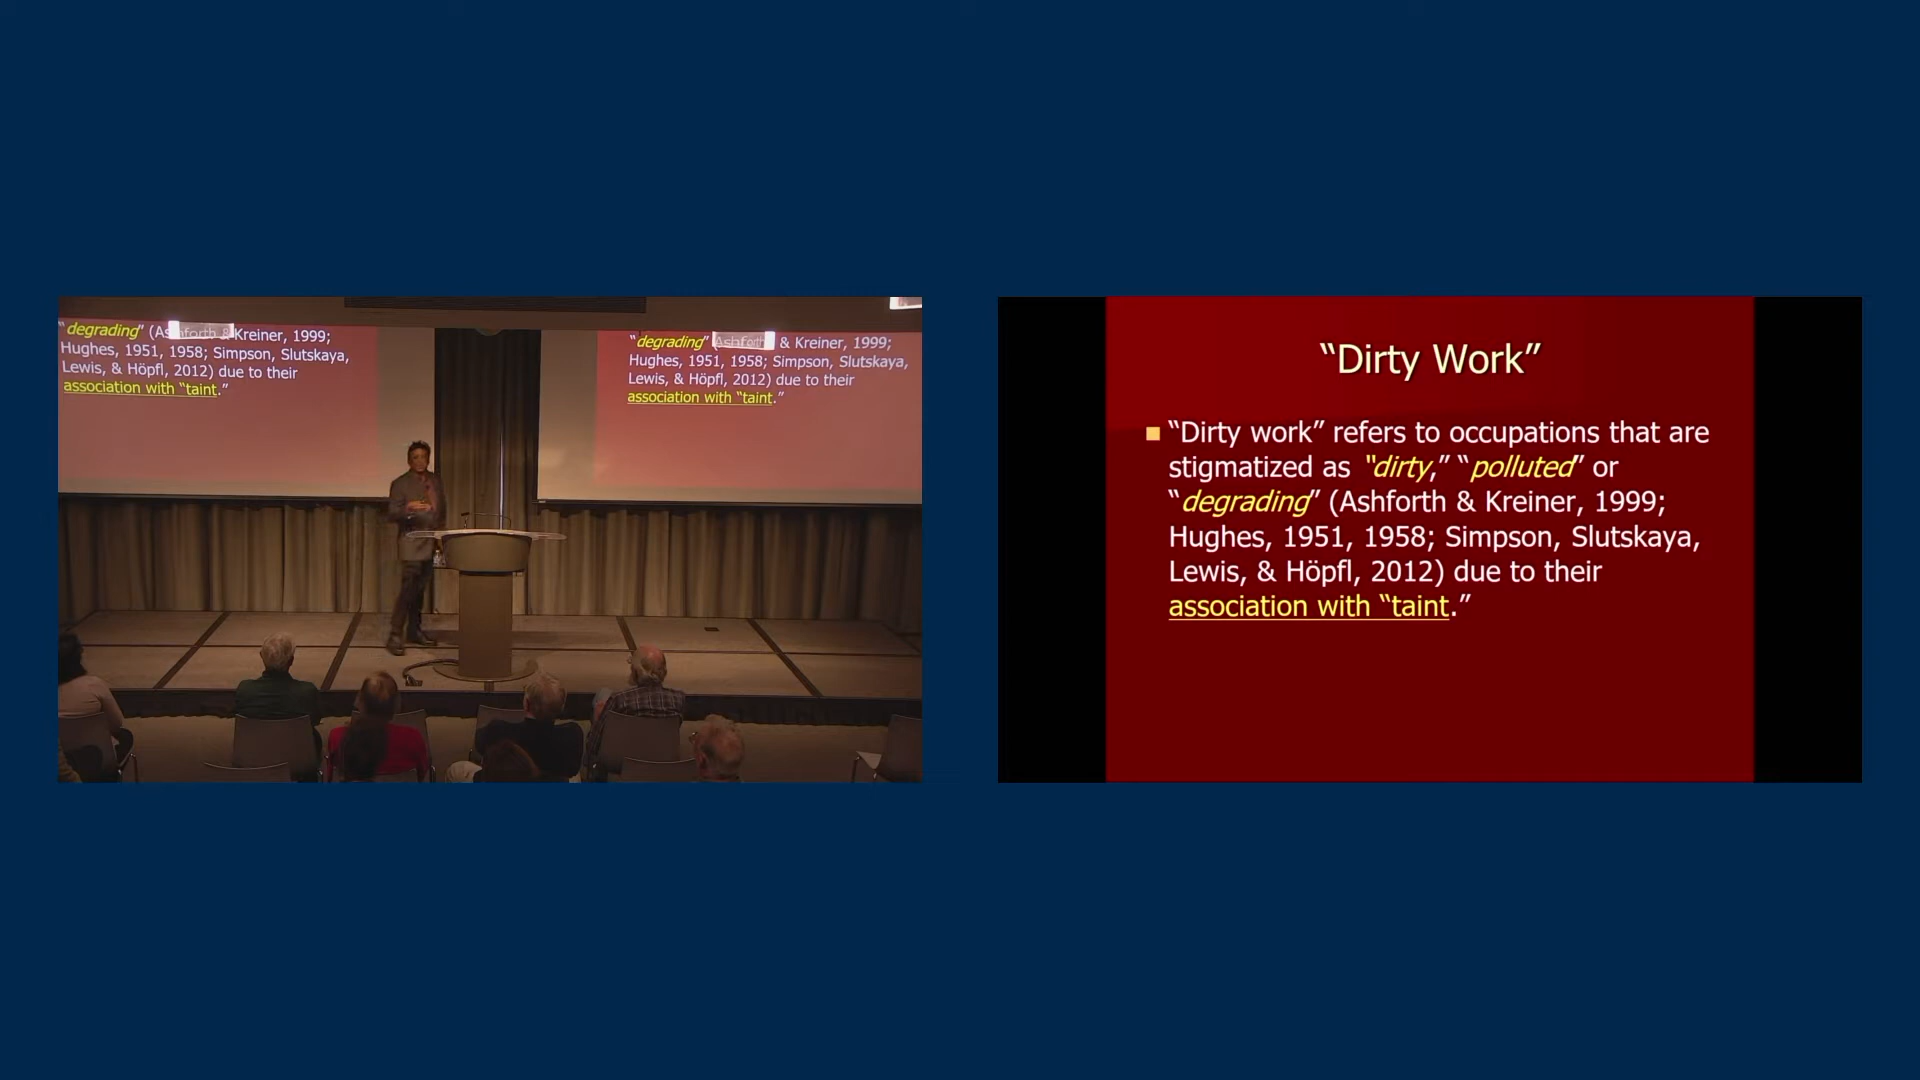 "degrading" (Ashforth & Kreiner, 1999;
Hughes, 1951, 1958; Simpson, Slutskaya,
Lewis, & Höpfl, 2012) due to their
association with "taint."
"degrading" (Ashforth & Kreiner, 1999;
Hughes, 1951, 1958; Simpson, Slutskaya,
Lewis, & Höpfl, 2012) due to their
association with "taint."
“Dirty Work”
“Dirty work” refers to occupations that are
stigmatized as “dirty,” “polluted” or
“degrading” (Ashforth & Kreiner, 1999;
Hughes, 1951, 1958; Simpson, Slutskaya,
Lewis, & Höpfl, 2012) due to their
association with “taint.”